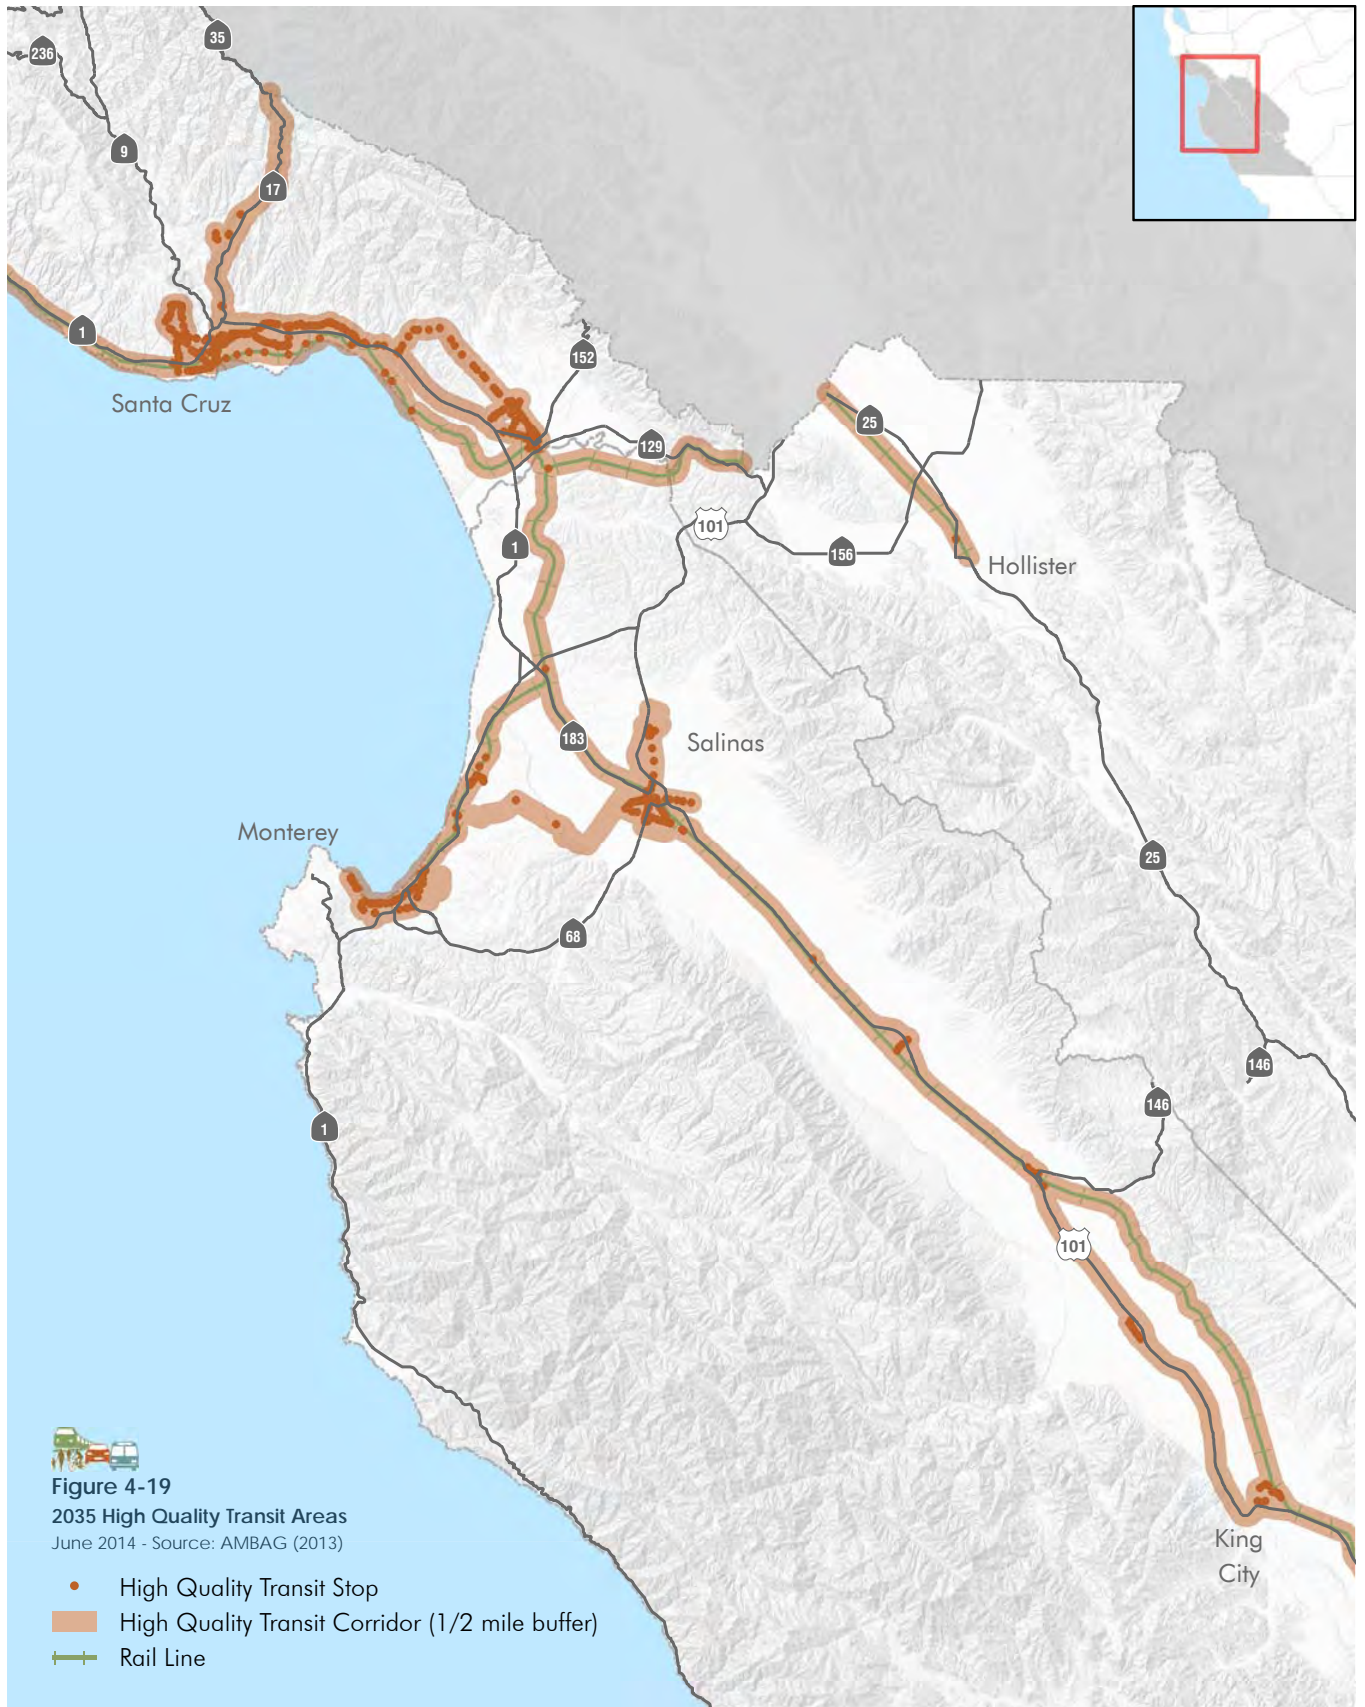 35
236
9
17
1
152
Santa Cruz
25
129
101
1
156
Hollister
183
Salinas
Monterey
25
68
146
146
1
101
Figure 4-19
2035 High Quality Transit Areas
June 2014 - Source: AMBAG (2013)
King
City
High Quality Transit Stop
High Quality Transit Corridor (1/2 mile buffer)
Rail Line